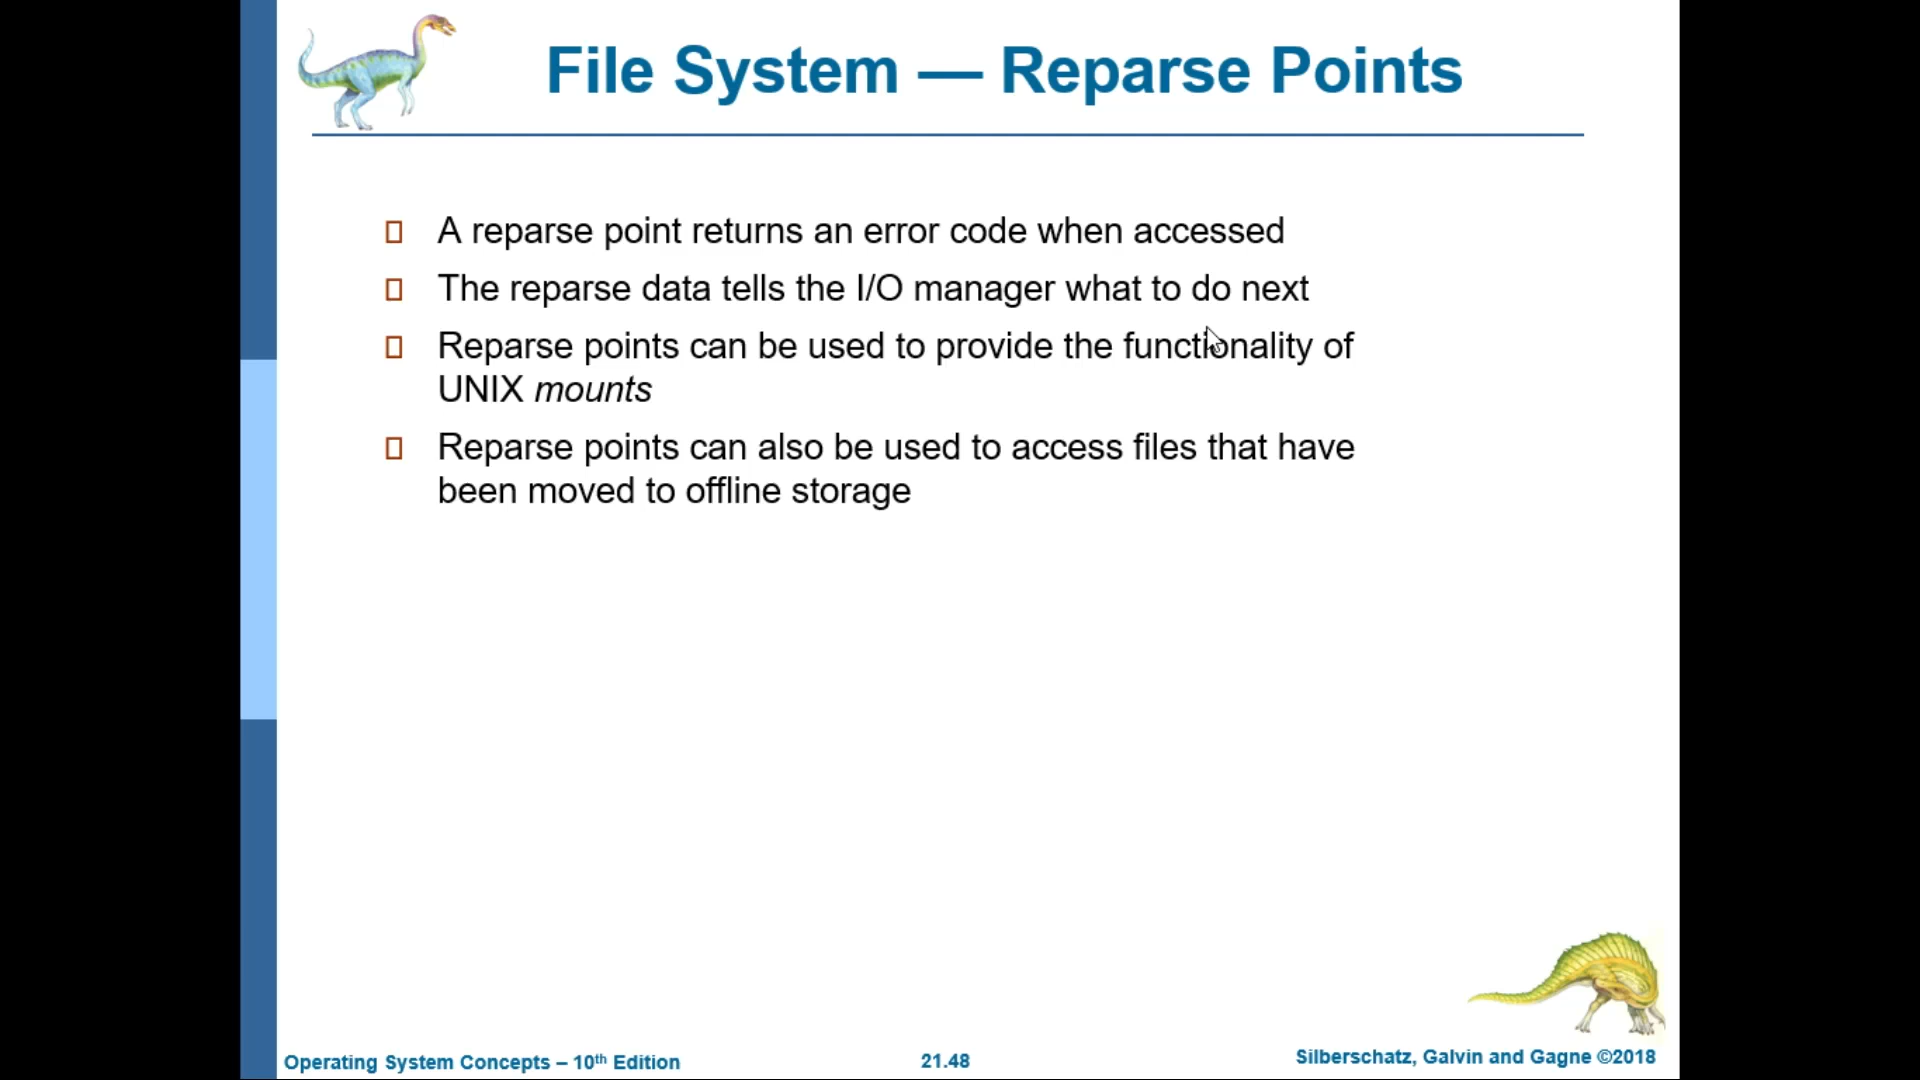 File System — Reparse Points
A reparse point returns an error code when accessed
The reparse data tells the I/O manager what to do next
Reparse points can be used to provide the functionality of
UNIX mounts
Reparse points can also be used to access files that have
been moved to offline storage
Operating System Concepts – 10th Edition
21.48
Silberschatz, Galvin and Gagne ©2018